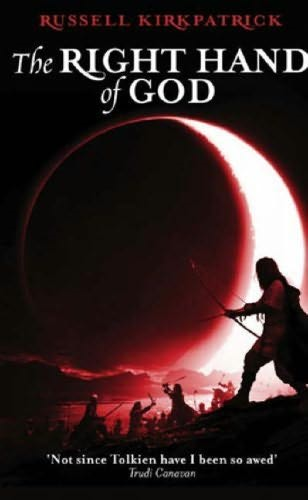 RUSSELL KIRKPATRICK
The RIGHT HAND
of GOD
'Not since Tolkien have I been so awed'
Trudi Canavan